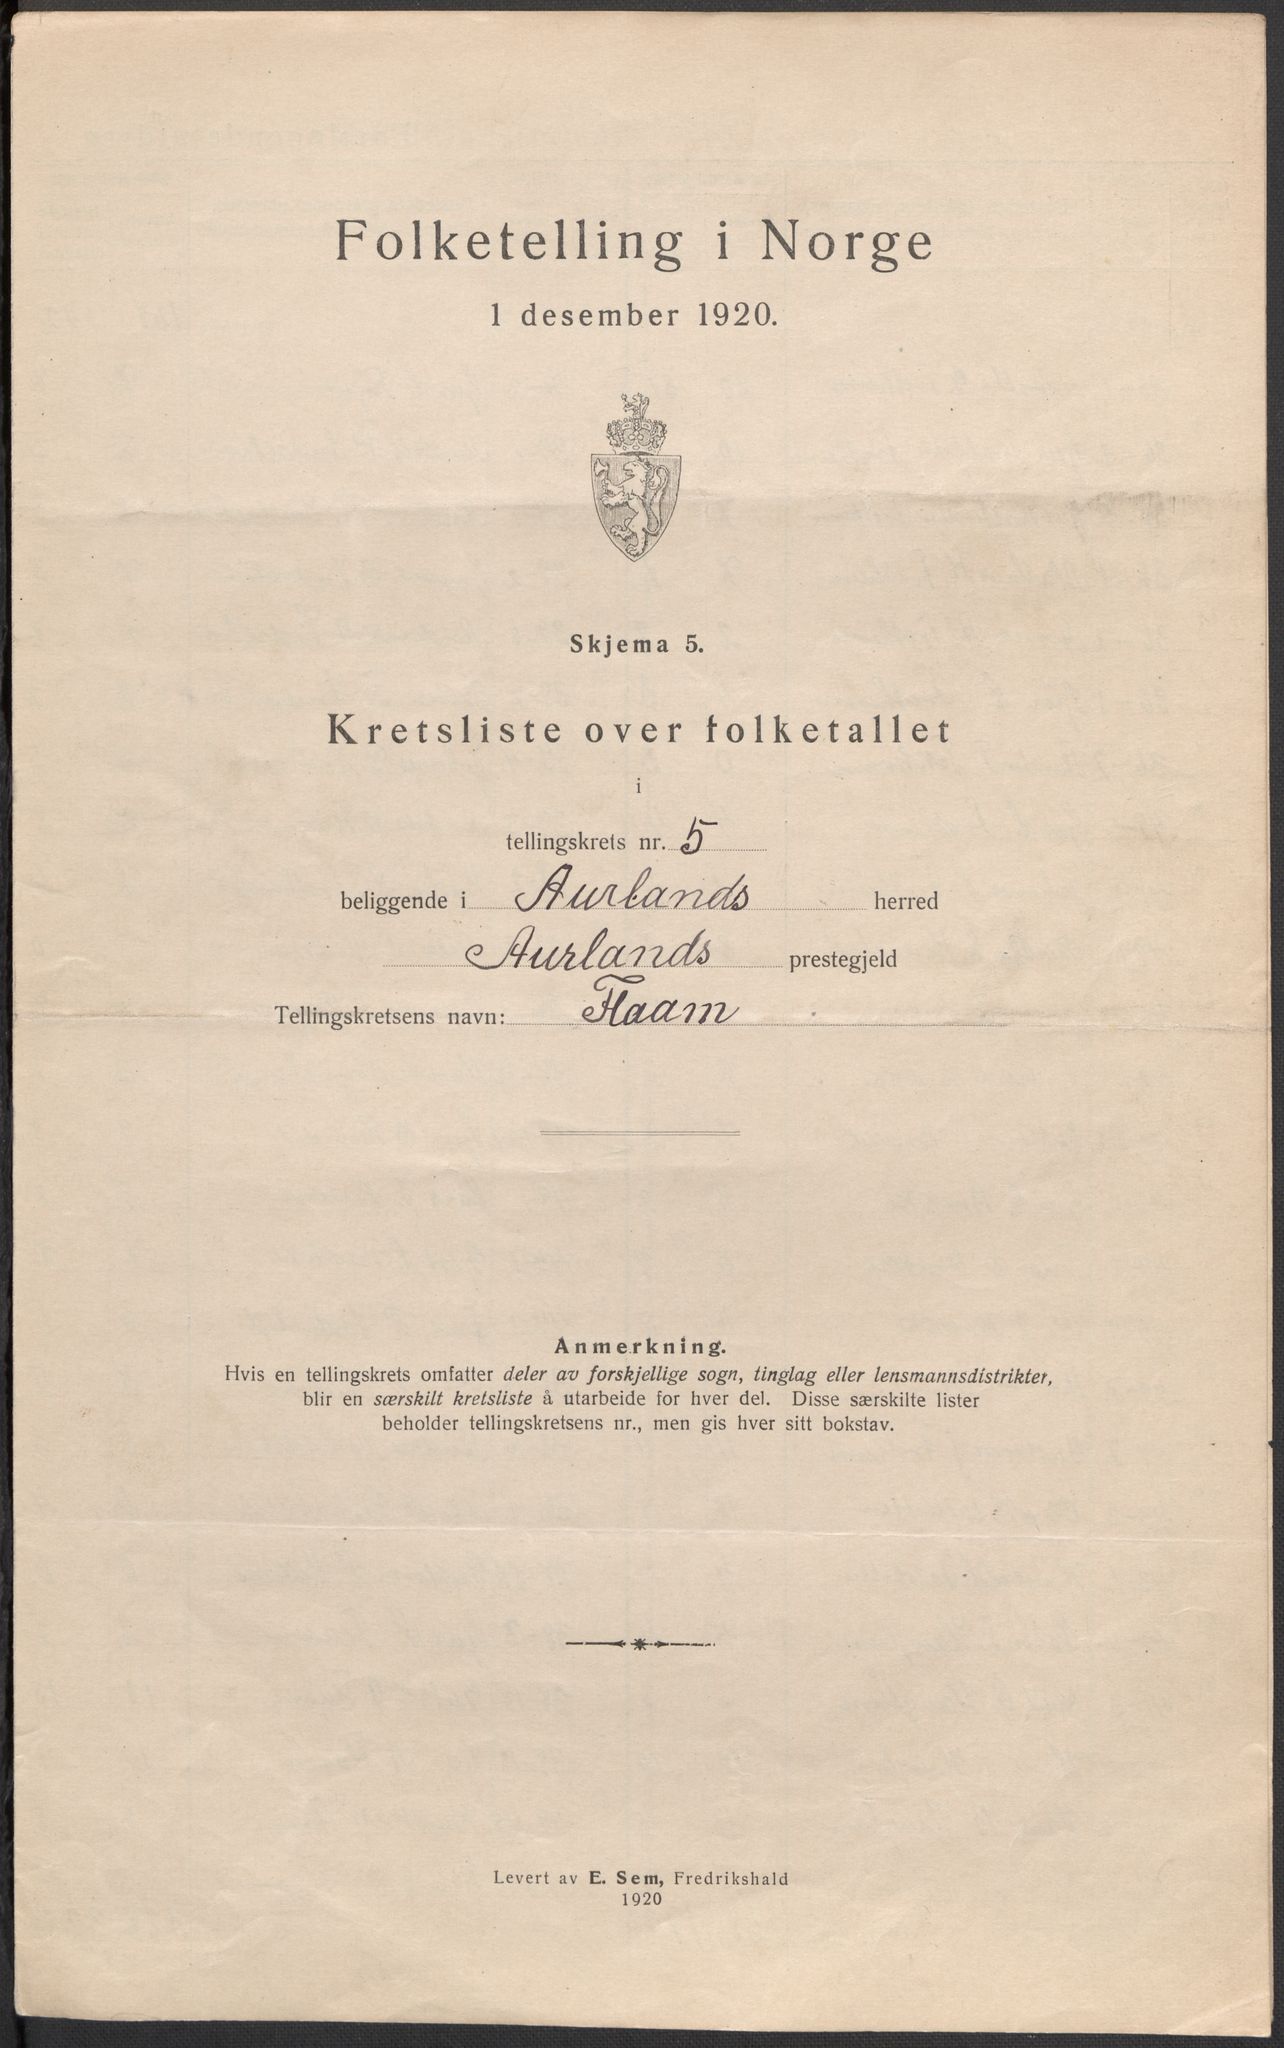 Folketelling i Norge
1 desember 1920.
Skjema 5.
Kretsliste over folketallet
i
tellingskrets nr. 5
beliggende i Aurlands herred
Aurlands prestegjeld
Tellingskretsens navn: Flaam
Anmerkning.
Hvis en tellingskrets omfatter deler av forskjellige sogn, tinglag eller lensmannsdistrikter,
blir en særskilt kretsliste å utarbeide for hver del. Disse særskilte lister
beholder tellingskretsens nr., men gis hver sitt bokstav.
Levert av E. Sem, Fredrikshald
1920